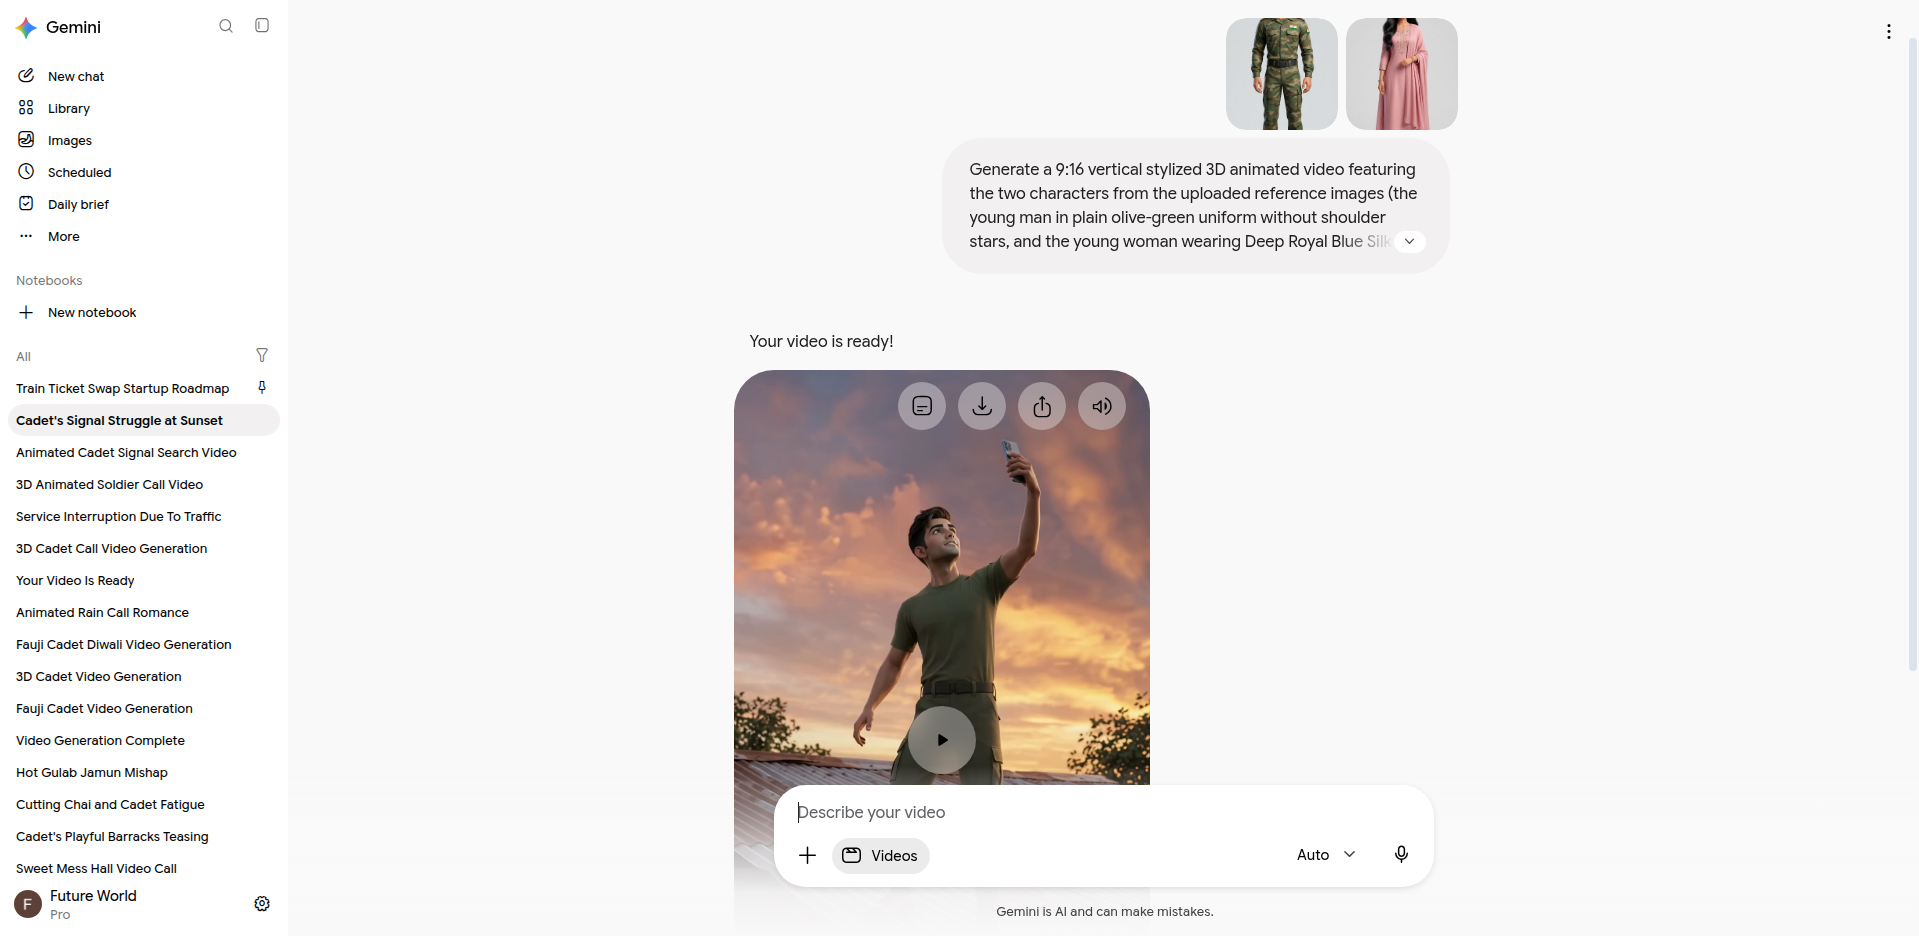 Gemini
New chat
Library
Images
Scheduled
Daily brief
More
Notebooks
New notebook
All
Train Ticket Swap Startup Roadmap
Cadet's Signal Struggle at Sunset
Animated Cadet Signal Search Video
3D Animated Soldier Call Video
Service Interruption Due To Traffic
3D Cadet Call Video Generation
Your Video Is Ready
Animated Rain Call Romance
Fauji Cadet Diwali Video Generation
3D Cadet Video Generation
Fauji Cadet Video Generation
Video Generation Complete
Hot Gulab Jamun Mishap
Cutting Chai and Cadet Fatigue
Cadet's Playful Barracks Teasing
Sweet Mess Hall Video Call
F
Future World
Pro
Generate a 9:16 vertical stylized 3D animated video featuring
the two characters from the uploaded reference images (the
young man in plain olive-green uniform without shoulder
stars, and the young woman wearing Deep Royal Blue Silk
Your video is ready!
Describe your video
Videos
Auto
Gemini is AI and can make mistakes.